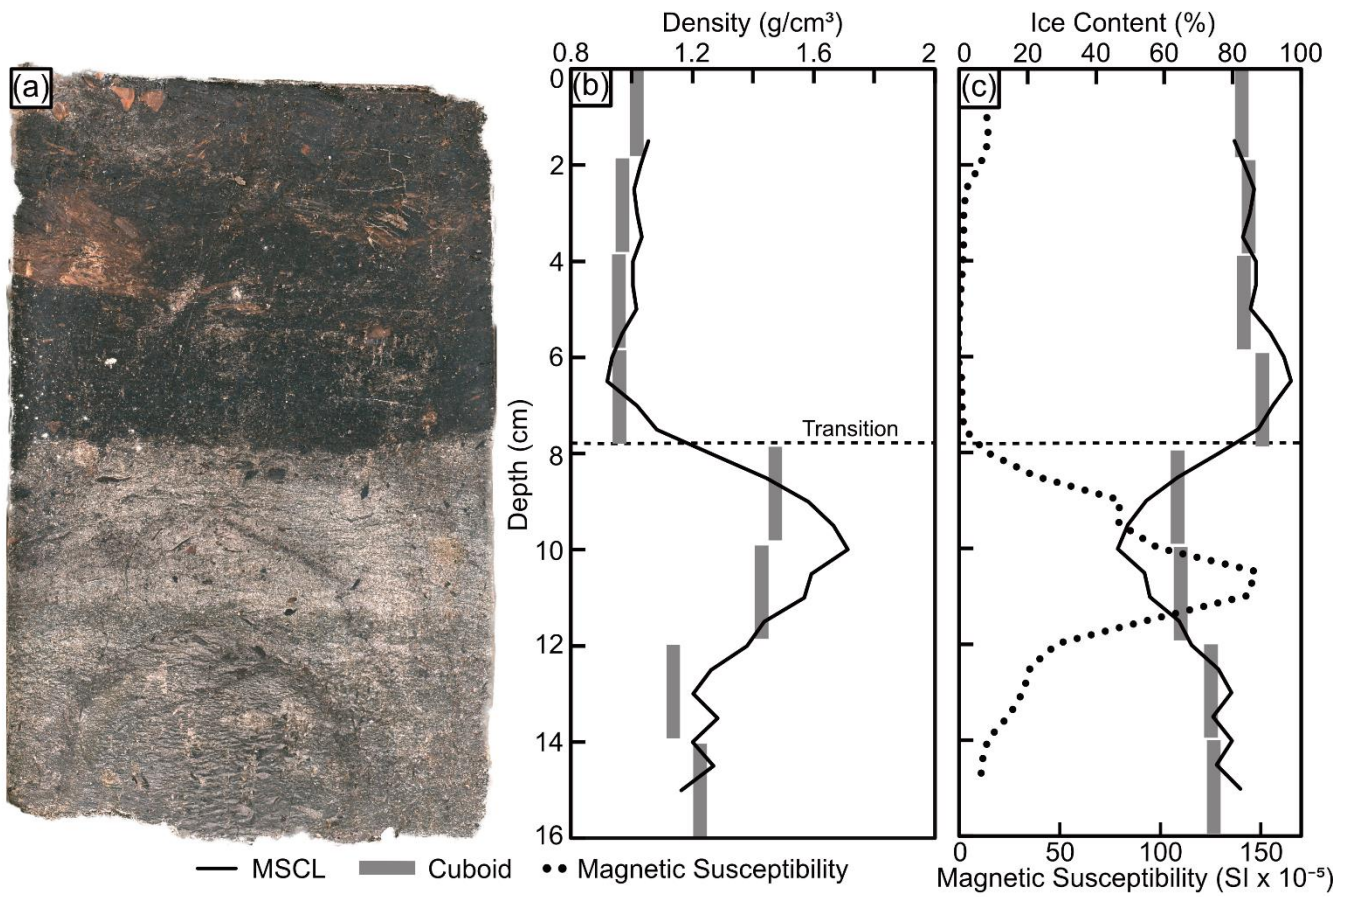 Density (g/cm³)
Ice Content (%)
0.8 1.2 1.6 2
0 20 40 60 80 100
(a)
(b)
(c)
0
2
4
6
8
10
12
14
16
Depth (cm)
Transition
0 50 100 150
Magnetic Susceptibility (SI x 10⁻⁵)
MSCL Cuboid Magnetic Susceptibility